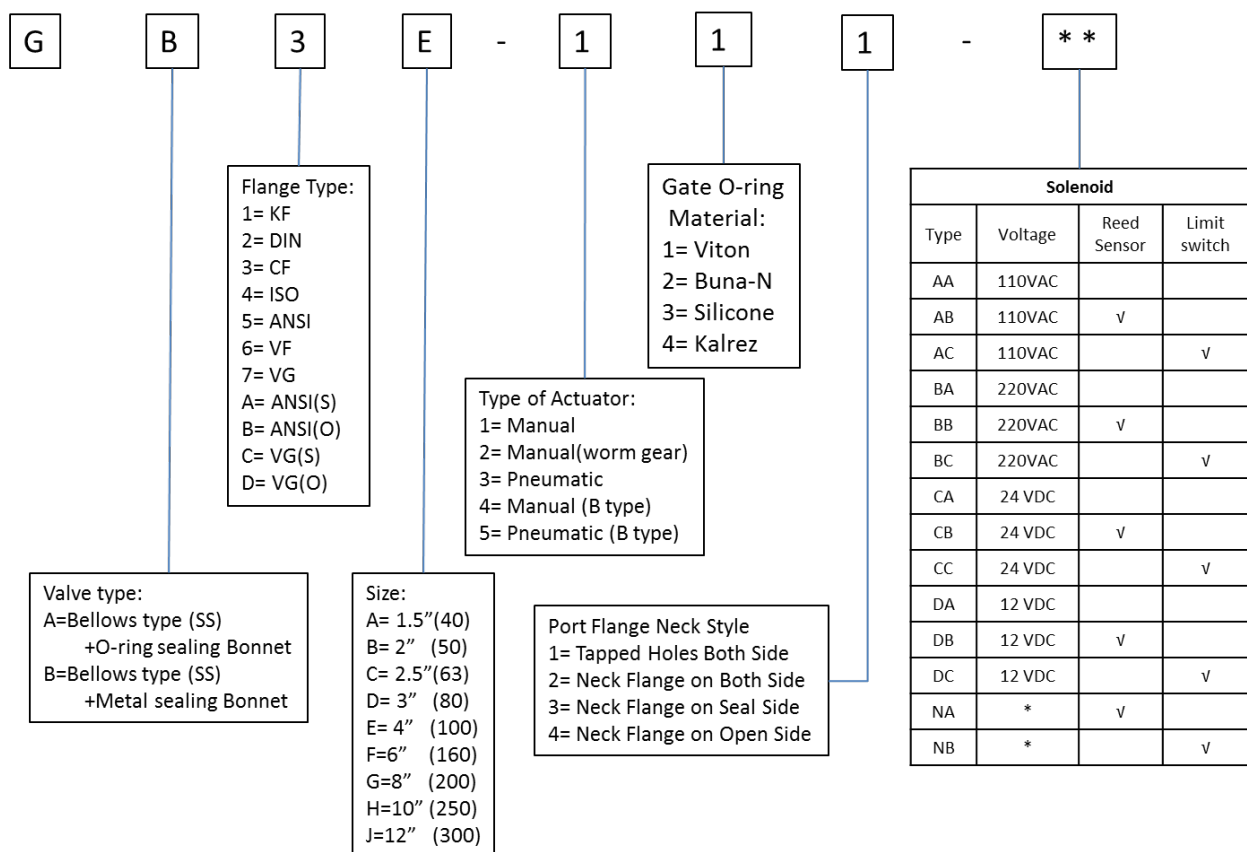 G B 3 E - 1 1 1 - **
Flange Type:
1= KF
2= DIN
3= CF
4= ISO
5= ANSI
6= VF
7= VG
A= ANSI(S)
B= ANSI(O)
C= VG(S)
D= VG(O)
Gate O-ring
Material:
1= Viton
2= Buna-N
3= Silicone
4= Kalrez
Type of Actuator:
1= Manual
2= Manual(worm gear)
3= Pneumatic
4= Manual (B type)
5= Pneumatic (B type)
Valve type:
A=Bellows type (SS)
+O-ring sealing Bonnet
B=Bellows type (SS)
+Metal sealing Bonnet
Size:
A= 1.5”(40)
B= 2” (50)
C= 2.5”(63)
D= 3” (80)
E= 4” (100)
F=6” (160)
G=8” (200)
H=10” (250)
J=12” (300)
Port Flange Neck Style
1= Tapped Holes Both Side
2= Neck Flange on Both Side
3= Neck Flange on Seal Side
4= Neck Flange on Open Side
Solenoid
Type Voltage Reed Sensor Limit switch
AA 110VAC
AB 110VAC √
AC 110VAC √
BA 220VAC
BB 220VAC √
BC 220VAC √
CA 24 VDC
CB 24 VDC √
CC 24 VDC √
DA 12 VDC
DB 12 VDC √
DC 12 VDC √
NA * √
NB * √